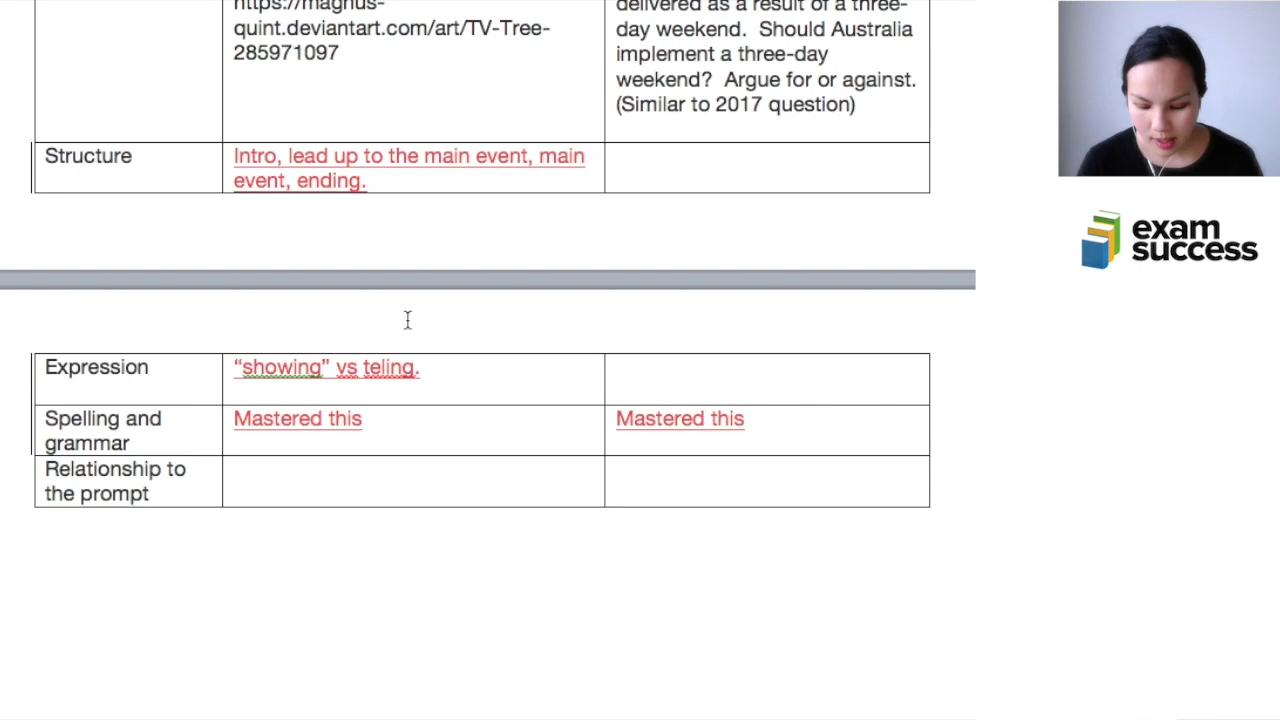 https://magnus-
quint.deviantart.com/art/TV-Tree-
285971097
delivered as a result of a three-
day weekend.  Should Australia
implement a three-day
weekend?  Argue for or against.
(Similar to 2017 question)
Structure
Intro, lead up to the main event, main
event, ending.
exam
success
Expression
“showing” vs teling.
Spelling and
grammar
Mastered this
Mastered this
Relationship to
the prompt